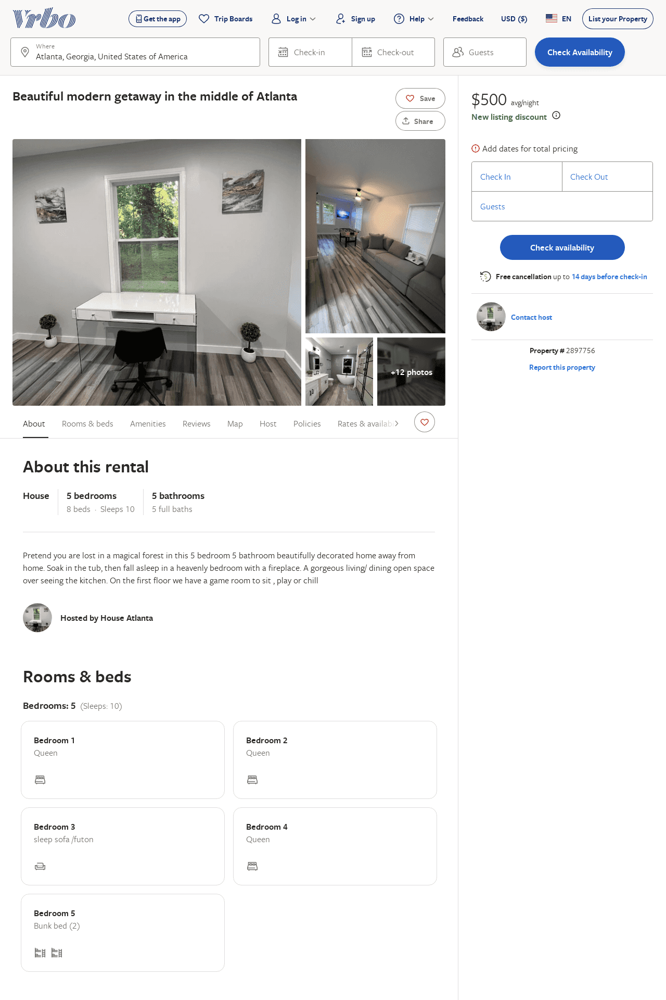 Vrbo
Get the app
Trip Boards
Log in
Sign up
Help
Feedback
USD ($)
EN
List your Property
Where
Atlanta, Georgia, United States of America
Check-in
Check-out
Guests
Check Availability
Beautiful modern getaway in the middle of Atlanta
Save
Share
$500 avg/night
New listing discount
Add dates for total pricing
Check In
Check Out
Guests
Check availability
Free cancellation up to 14 days before check-in
Contact host
Property # 2897756
Report this property
+12 photos
About
Rooms & beds
Amenities
Reviews
Map
Host
Policies
Rates & availab
About this rental
House
5 bedrooms
8 beds · Sleeps 10
5 bathrooms
5 full baths
Pretend you are lost in a magical forest in this 5 bedroom 5 bathroom beautifully decorated home away from
home. Soak in the tub, then fall asleep in a heavenly bedroom with a fireplace. A gorgeous living/ dining open space
over seeing the kitchen. On the first floor we have a game room to sit , play or chill
Hosted by House Atlanta
Rooms & beds
Bedrooms: 5 (Sleeps: 10)
Bedroom 1
Queen
Bedroom 2
Queen
Bedroom 3
sleep sofa /futon
Bedroom 4
Queen
Bedroom 5
Bunk bed (2)